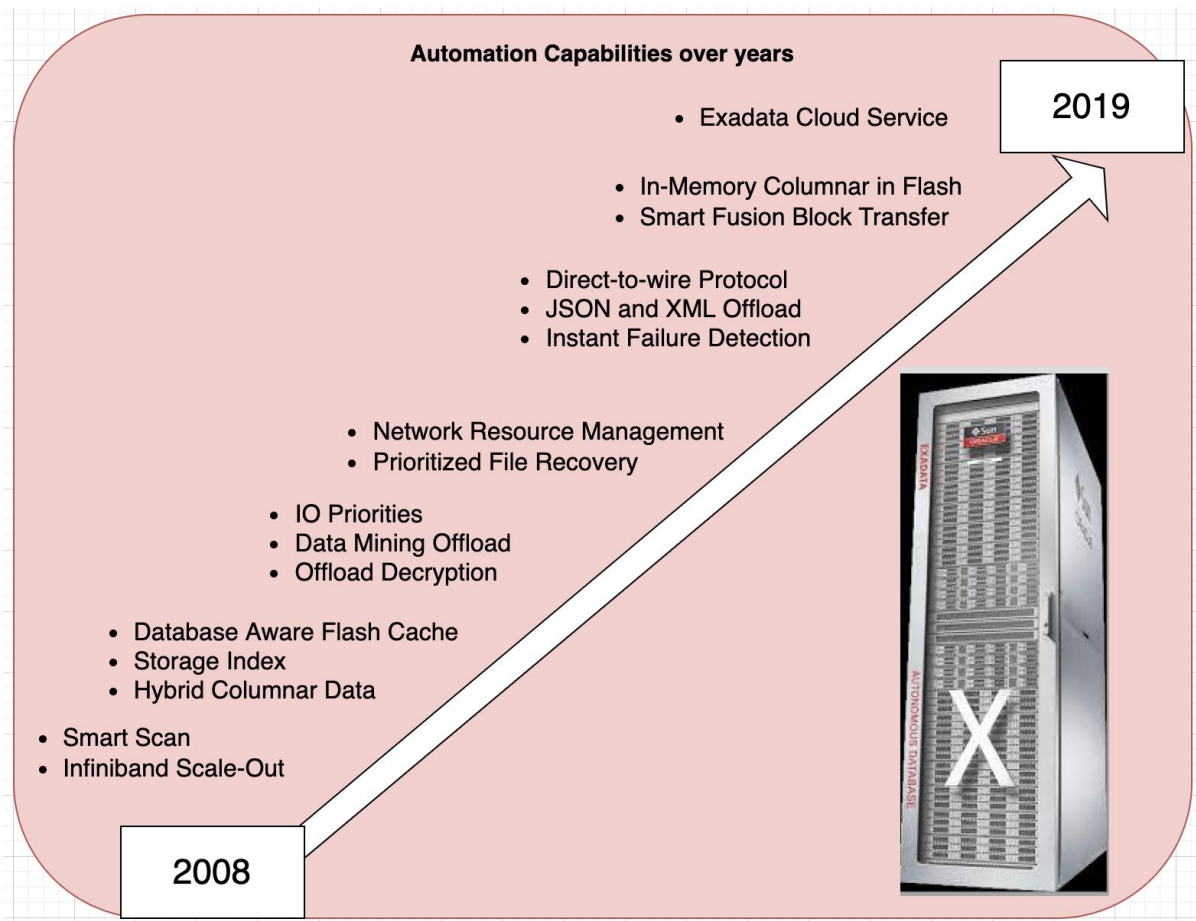 Automation Capabilities over years
2019
• Exadata Cloud Service
• In-Memory Columnar in Flash
• Smart Fusion Block Transfer
• Direct-to-wire Protocol
• JSON and XML Offload
• Instant Failure Detection
• Network Resource Management
• Prioritized File Recovery
• IO Priorities
• Data Mining Offload
• Offload Decryption
• Database Aware Flash Cache
• Storage Index
• Hybrid Columnar Data
• Smart Scan
• Infiniband Scale-Out
2008
Sun
ORACLE
EXADATA
AUTONOMOUS DATABASE
X